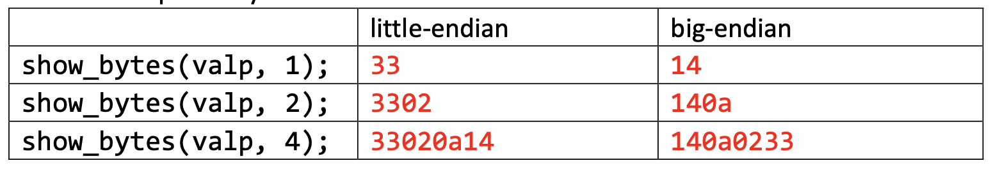 little-endian big-endian
show_bytes(valp, 1); 33 14
show_bytes(valp, 2); 3302 140a
show_bytes(valp, 4); 33020a14 140a0233